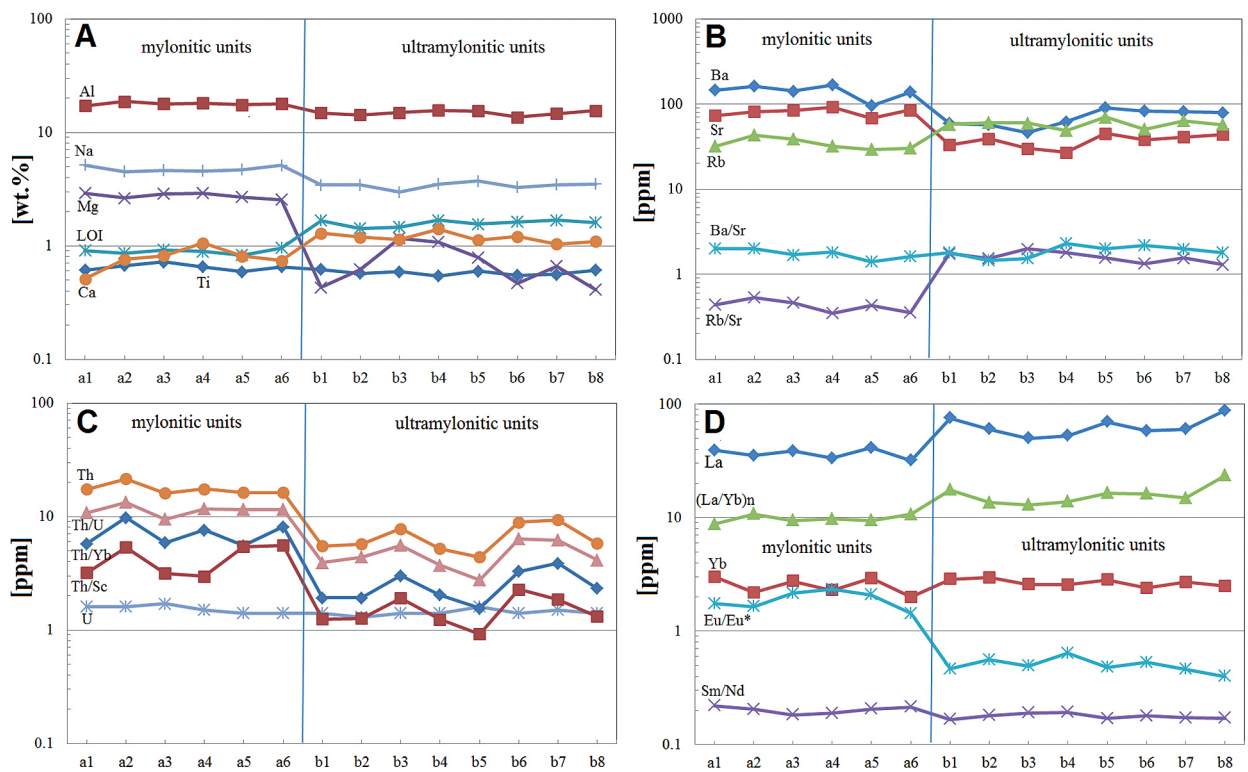 A
mylonitic units
ultramylonitic units
[wt.%]
100
10
1
0.1
Al
Na
Mg
LOI
Ca
Ti
a1 a2 a3 a4 a5 a6 b1 b2 b3 b4 b5 b6 b7 b8
B
mylonitic units
ultramylonitic units
[ppm]
1000
100
10
1
0.1
Ba
Sr
Rb
Ba/Sr
Rb/Sr
a1 a2 a3 a4 a5 a6 b1 b2 b3 b4 b5 b6 b7 b8
C
mylonitic units
ultramylonitic units
[ppm]
100
10
1
0.1
Th
Th/U
Th/Yb
Th/Sc
U
a1 a2 a3 a4 a5 a6 b1 b2 b3 b4 b5 b6 b7 b8
D
[ppm]
100
10
1
0.1
La
(La/Yb)n
mylonitic units
ultramylonitic units
Yb
Eu/Eu*
Sm/Nd
a1 a2 a3 a4 a5 a6 b1 b2 b3 b4 b5 b6 b7 b8